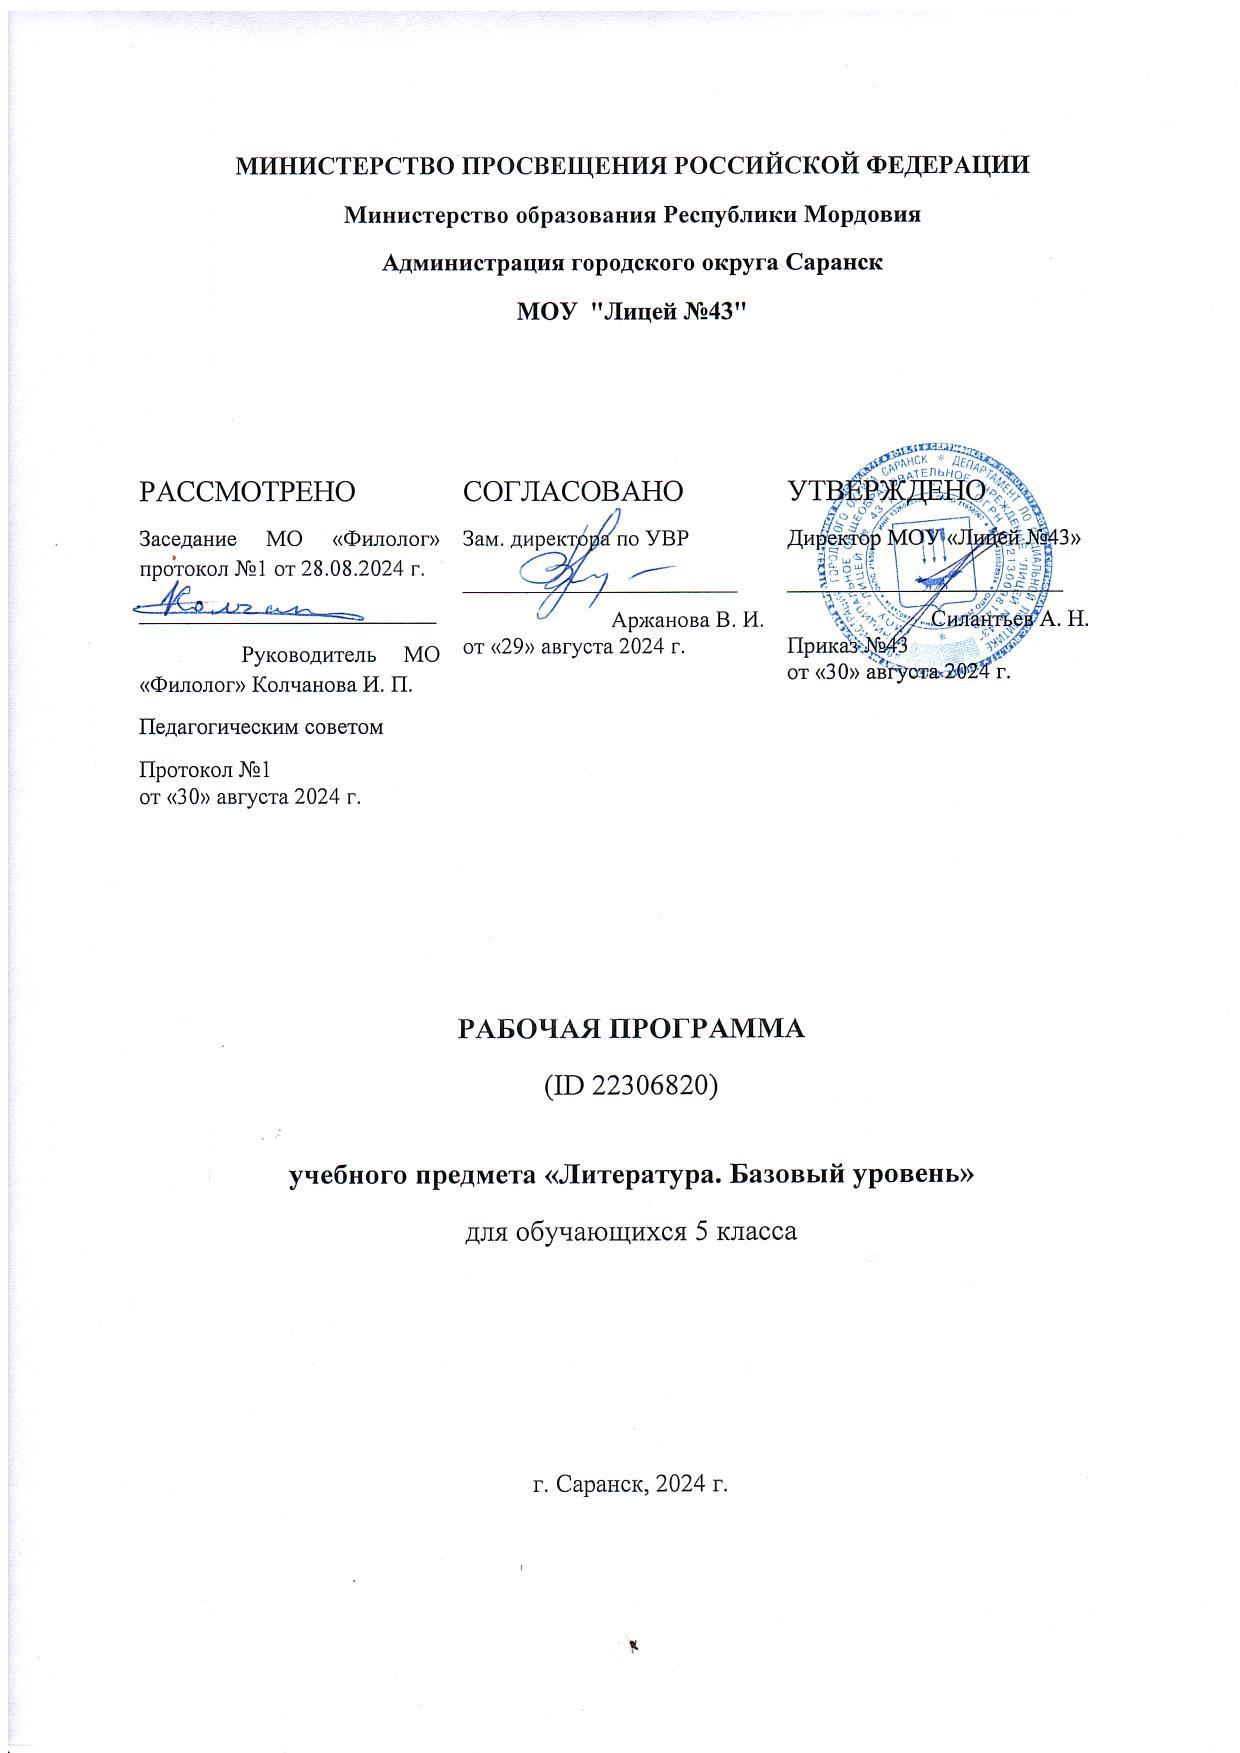 МИНИСТЕРСТВО ПРОСВЕЩЕНИЯ РОССИЙСКОЙ ФЕДЕРАЦИИ
Министерство образования Республики Мордовия
Администрация городского округа Саранск
МОУ "Лицей №43"
РАССМОТРЕНО
Заседание МО «Филолог»
протокол №1 от 28.08.2024 г.
Руководитель МО
«Филолог» Колчанова И. П.
Педагогическим советом
Протокол №1
от «30» августа 2024 г.
СОГЛАСОВАНО
Зам. директора по УВР
Аржанова В. И.
от «29» августа 2024 г.
УТВЕРЖДЕНО
Директор МОУ «Лицей №43»
Силантьев А. Н.
Приказ №43
от «30» августа 2024 г.
РАБОЧАЯ ПРОГРАММА
(ID 22306820)
учебного предмета «Литература. Базовый уровень»
для обучающихся 5 класса
г. Саранск, 2024 г.